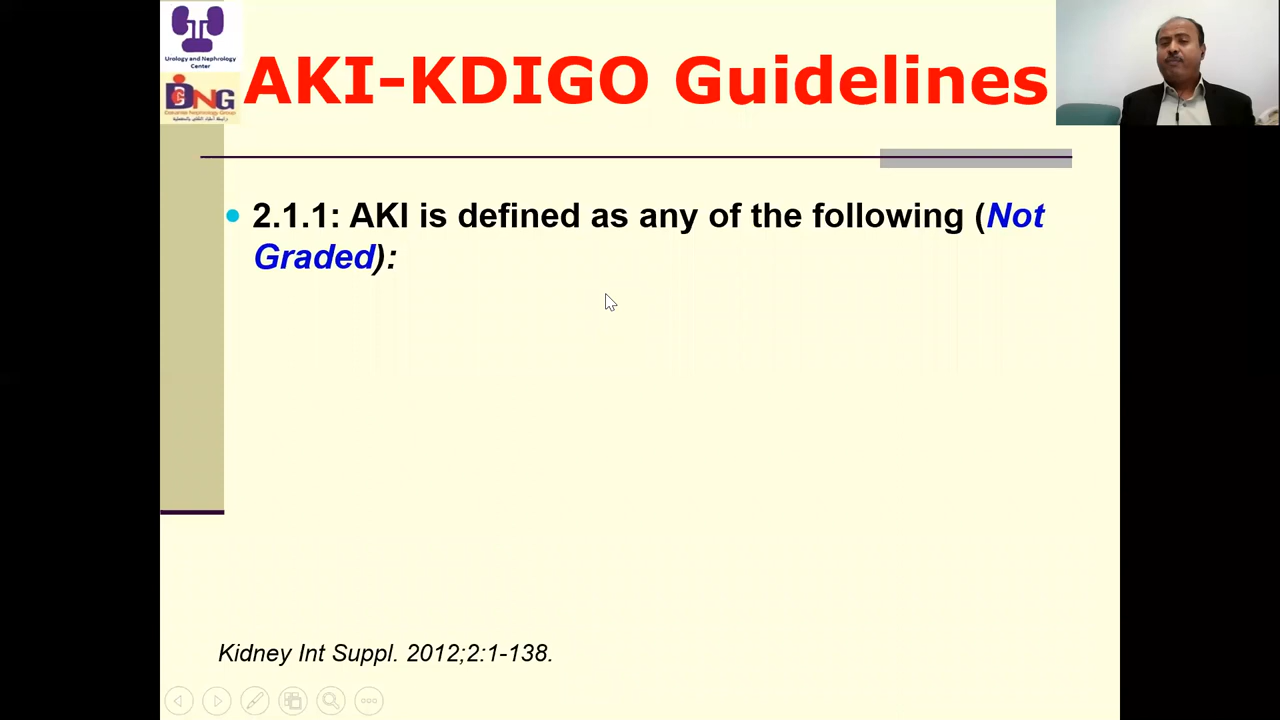 Urology and Nephrology
Center
DNG
AKI-KDIGO Guidelines
2.1.1: AKI is defined as any of the following (Not
Graded):
Kidney Int Suppl. 2012;2:1-138.